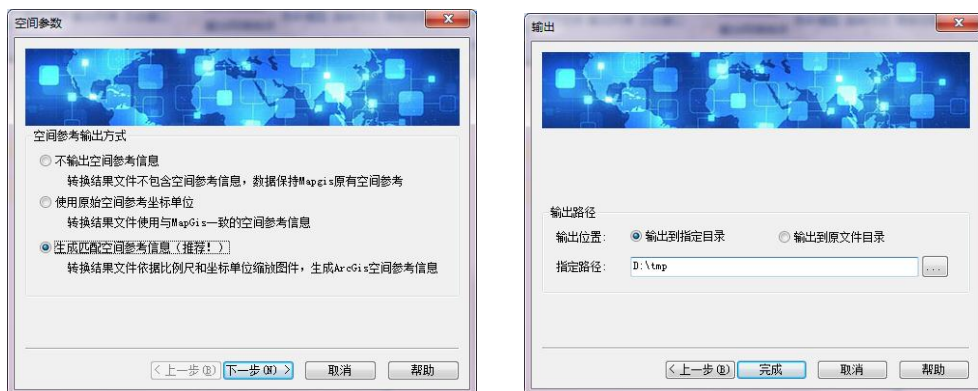 空间参数
空间参考输出方式
不输出空间参考信息
转换结果文件不包含空间参考信息，数据保持Mapgis原有空间参考
使用原始空间参考坐标单位
转换结果文件使用与MapGis一致的空间参考信息
生成匹配空间参考信息（推荐！）
转换结果文件依据比例尺和坐标单位缩放图件，生成ArcGis空间参考信息
<上一步(B) 下一步(N) > 取消 帮助
输出
输出路径
输出位置： 输出到指定目录 输出到原文件目录
指定路径： D:\tmp ...
<上一步(B) 完成 取消 帮助